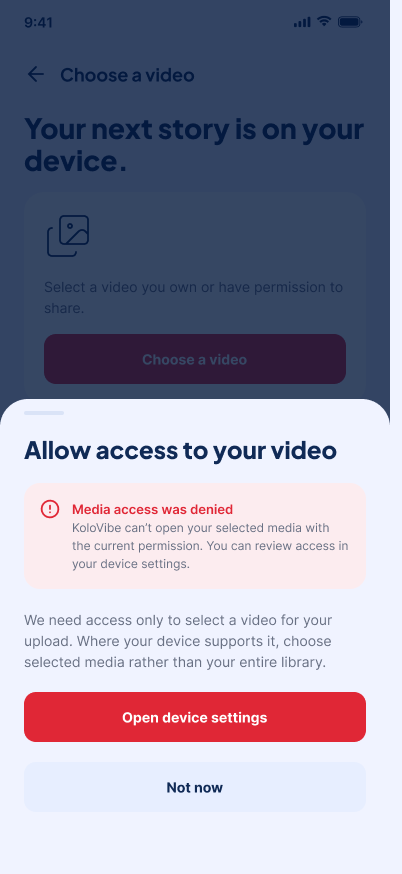 9:41
Choose a video
Your next story is on your
device.
Select a video you own or have permission to
share.
Choose a video
Allow access to your video
Media access was denied
KoloVibe can’t open your selected media with
the current permission. You can review access in
your device settings.
We need access only to select a video for your
upload. Where your device supports it, choose
selected media rather than your entire library.
Open device settings
Not now